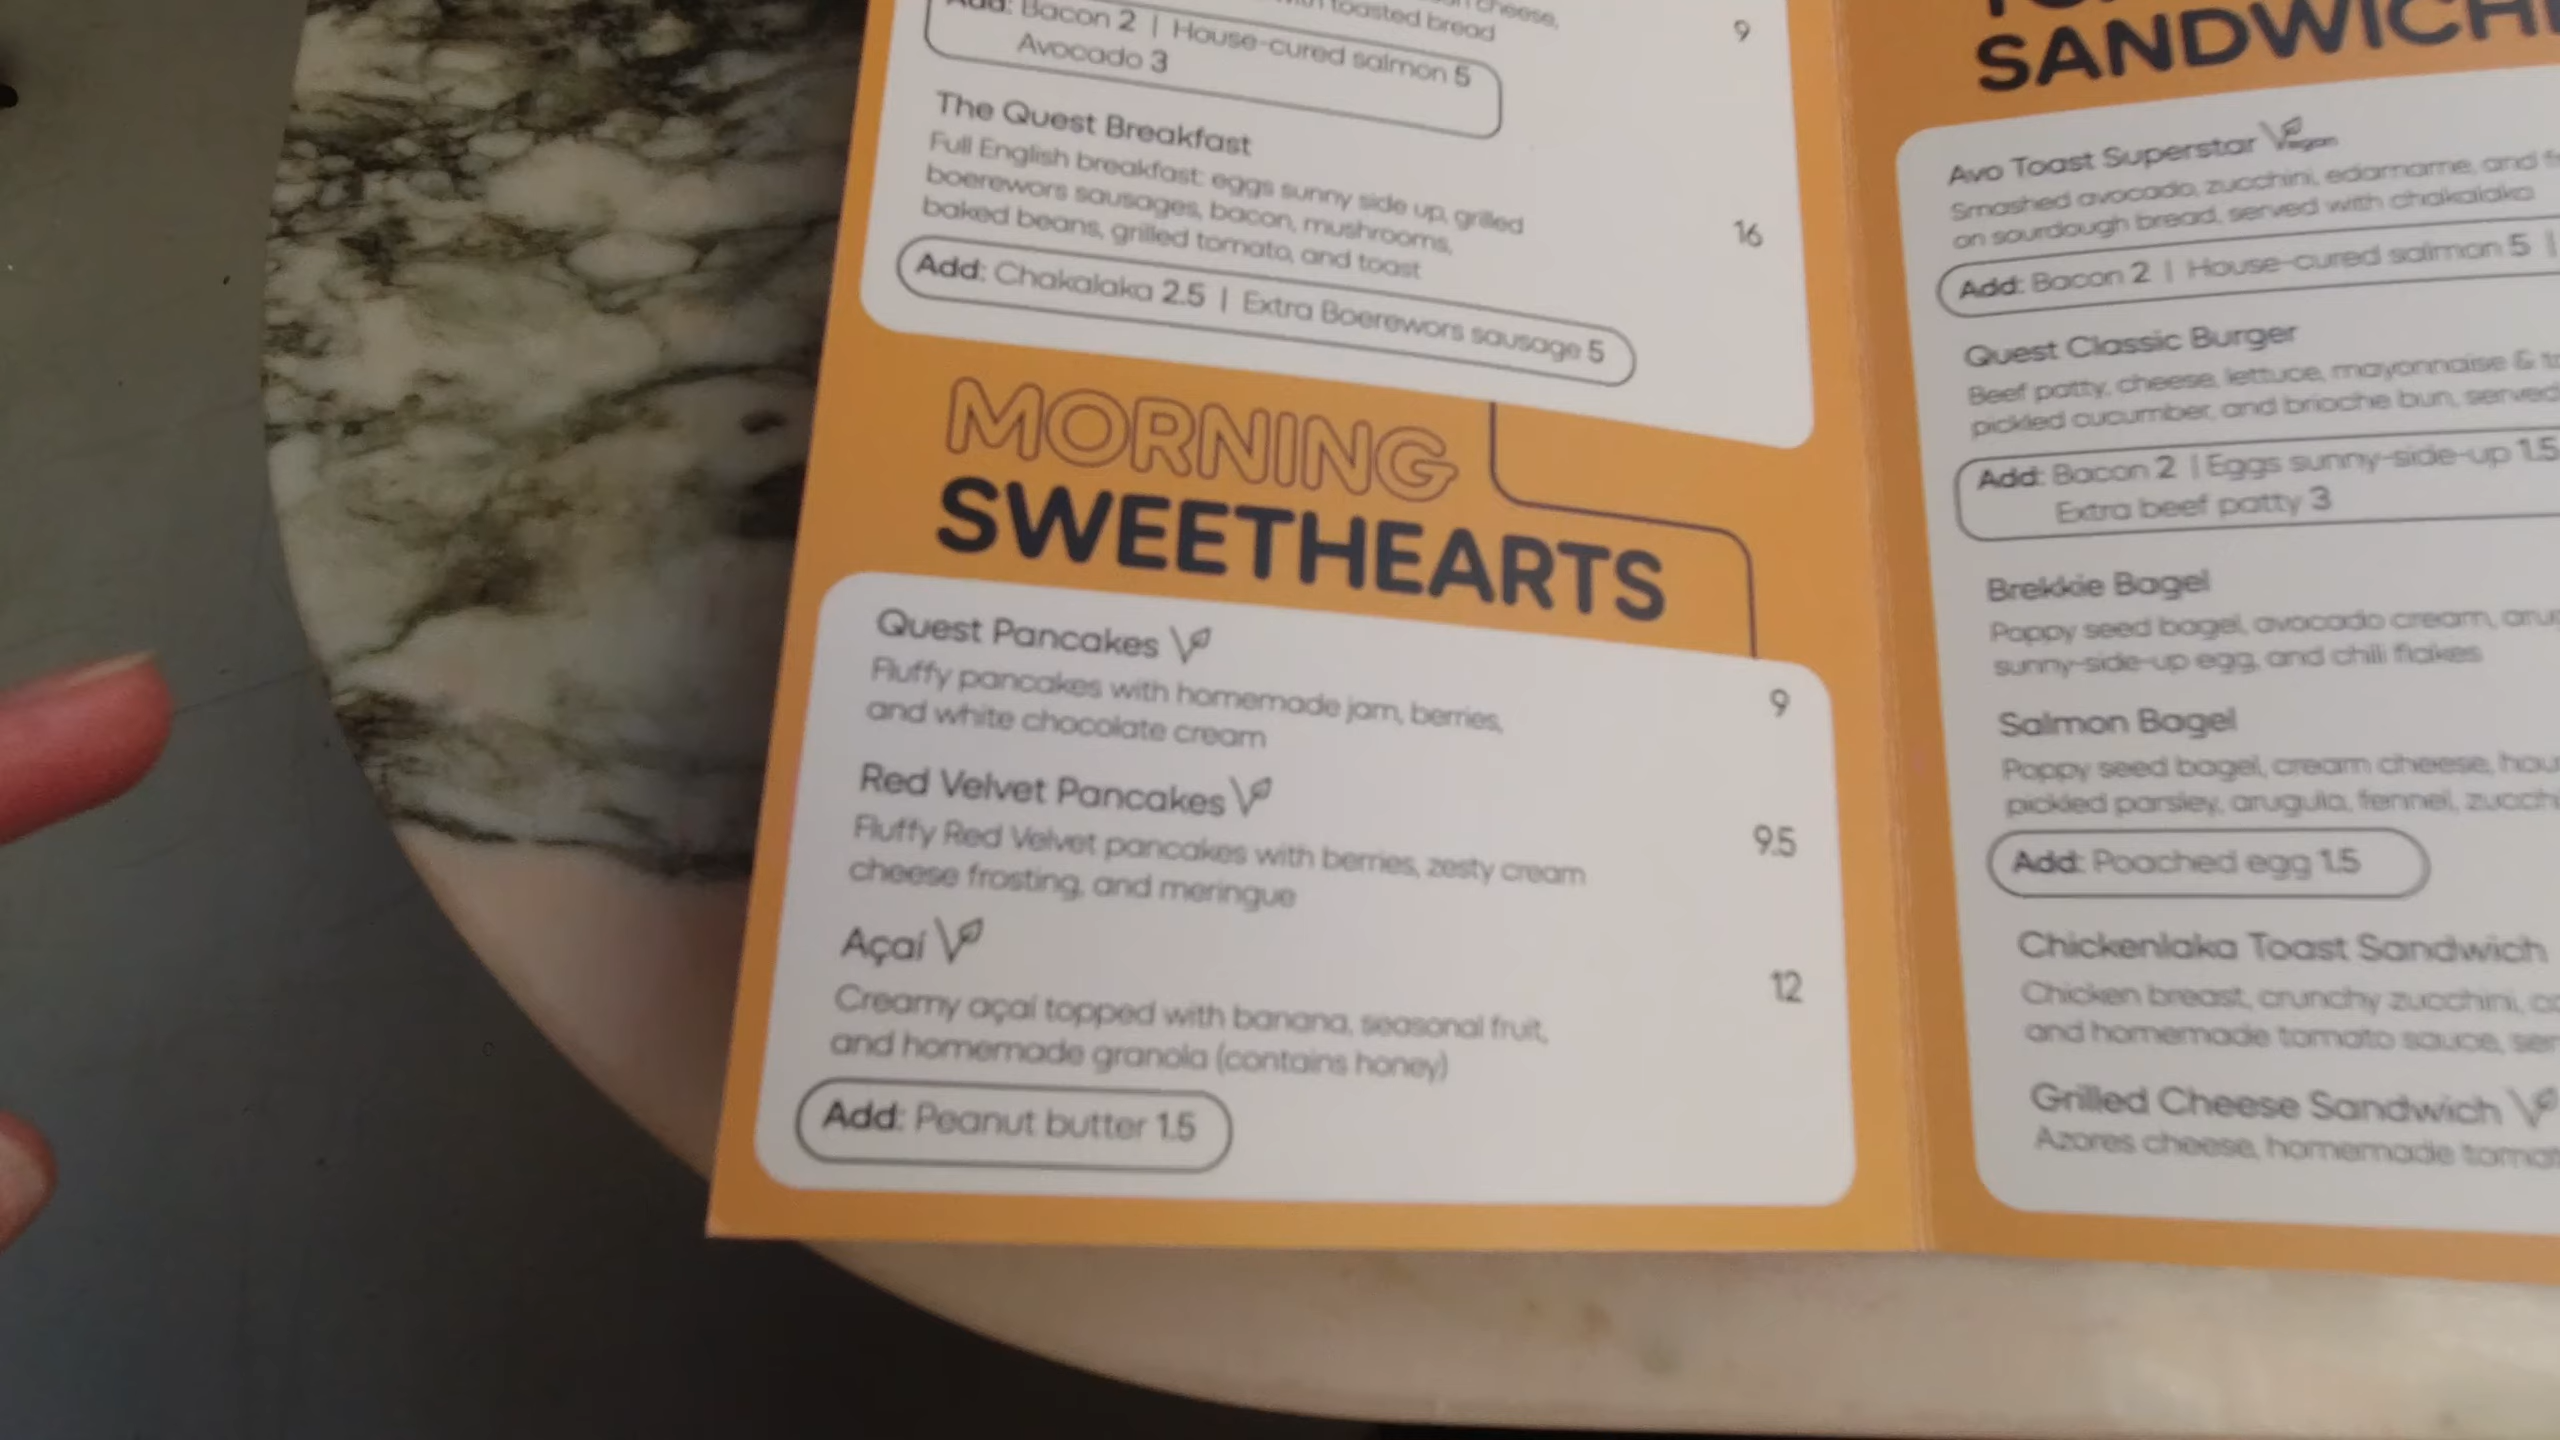 cheese,
with toasted bread
9
Add: Bacon 2 | House-cured salmon 5
Avocado 3
The Quest Breakfast
Full English breakfast: eggs sunny side up, grilled
boerewors sausages, bacon, mushrooms,
baked beans, grilled tomato, and toast
16
Add: Chakalaka 2.5 | Extra Boerewors sausage 5
MORNING
SWEETHEARTS
Quest Pancakes
Fluffy pancakes with homemade jam, berries,
and white chocolate cream
9
Red Velvet Pancakes
Fluffy Red Velvet pancakes with berries, zesty cream
cheese frosting, and meringue
9.5
Açaí
Creamy açaí topped with banana, seasonal fruit,
and homemade granola (contains honey)
12
Add: Peanut butter 1.5
Avo Toast Superstar Vegan
Smashed avocado, zucchini, edamame, and
on sourdough bread, served with chakalaka
Add: Bacon 2 | House-cured salmon 5 |
Quest Classic Burger
Beef patty, cheese, lettuce, mayonnaise &
pickled cucumber, and brioche bun, served
Add: Bacon 2 | Eggs sunny-side-up 1.5
Extra beef patty 3
Brekkie Bagel
Poppy seed bagel, avocado cream,
sunny-side-up egg, and chili flakes
Salmon Bagel
Poppy seed bagel, cream cheese,
pickled parsley, arugula, fennel,
Add: Poached egg 1.5
Chickenlaka Toast Sandwich
Chicken breast, crunchy zucchini,
and homemade tomato sauce,
Grilled Cheese Sandwich
Azores cheese, homemade